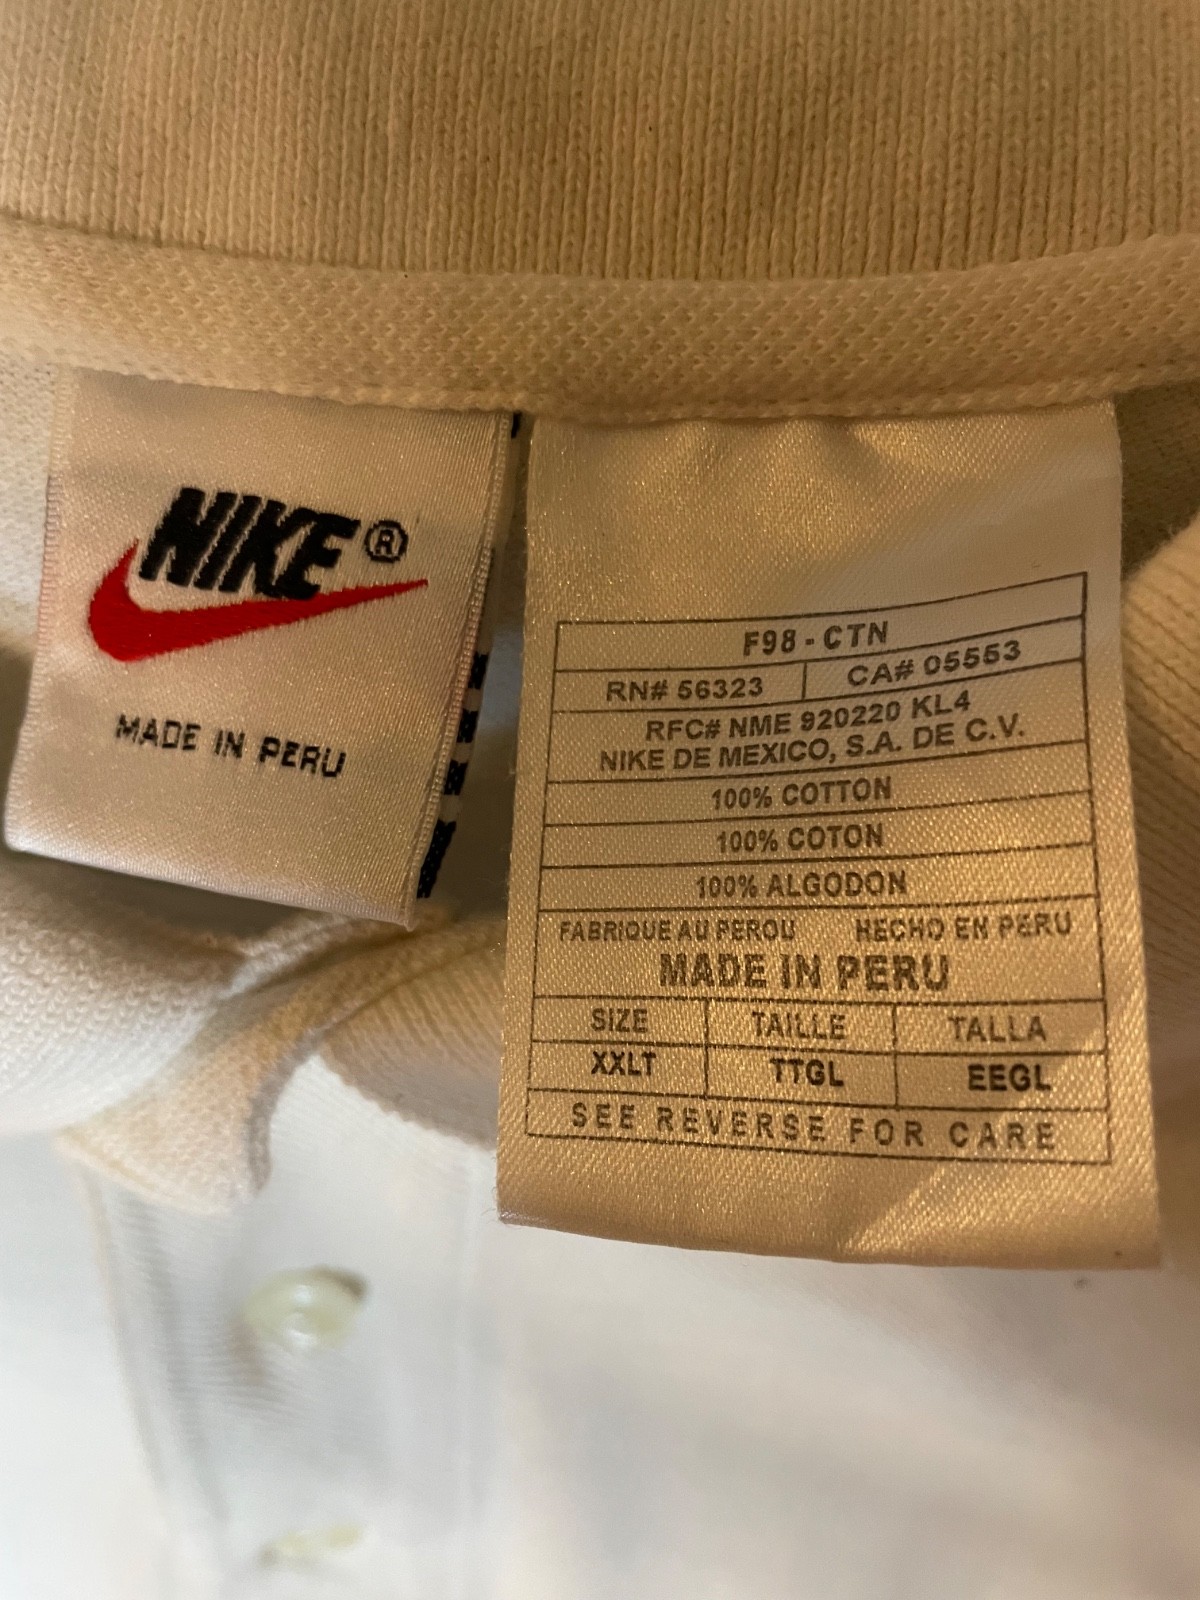 NIKE®
MADE IN PERU
F98 - CTN
RN# 56323
CA# 05553
RFC# NME 920220 KL4
NIKE DE MEXICO, S.A. DE C.V.
100% COTTON
100% COTON
100% ALGODON
FABRIQUE AU PEROU HECHO EN PERU
MADE IN PERU
SIZE TAILLE TALLA
XXLT TTGL EEGL
SEE REVERSE FOR CARE